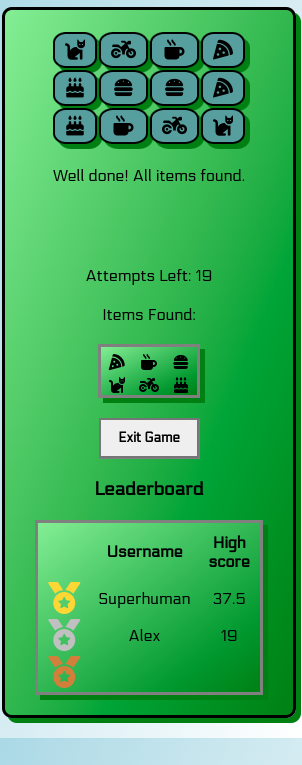 Well done! All items found.
Attempts Left: 19
Items Found:
Exit Game
Leaderboard
Username High score
Superhuman 37.5
Alex 19